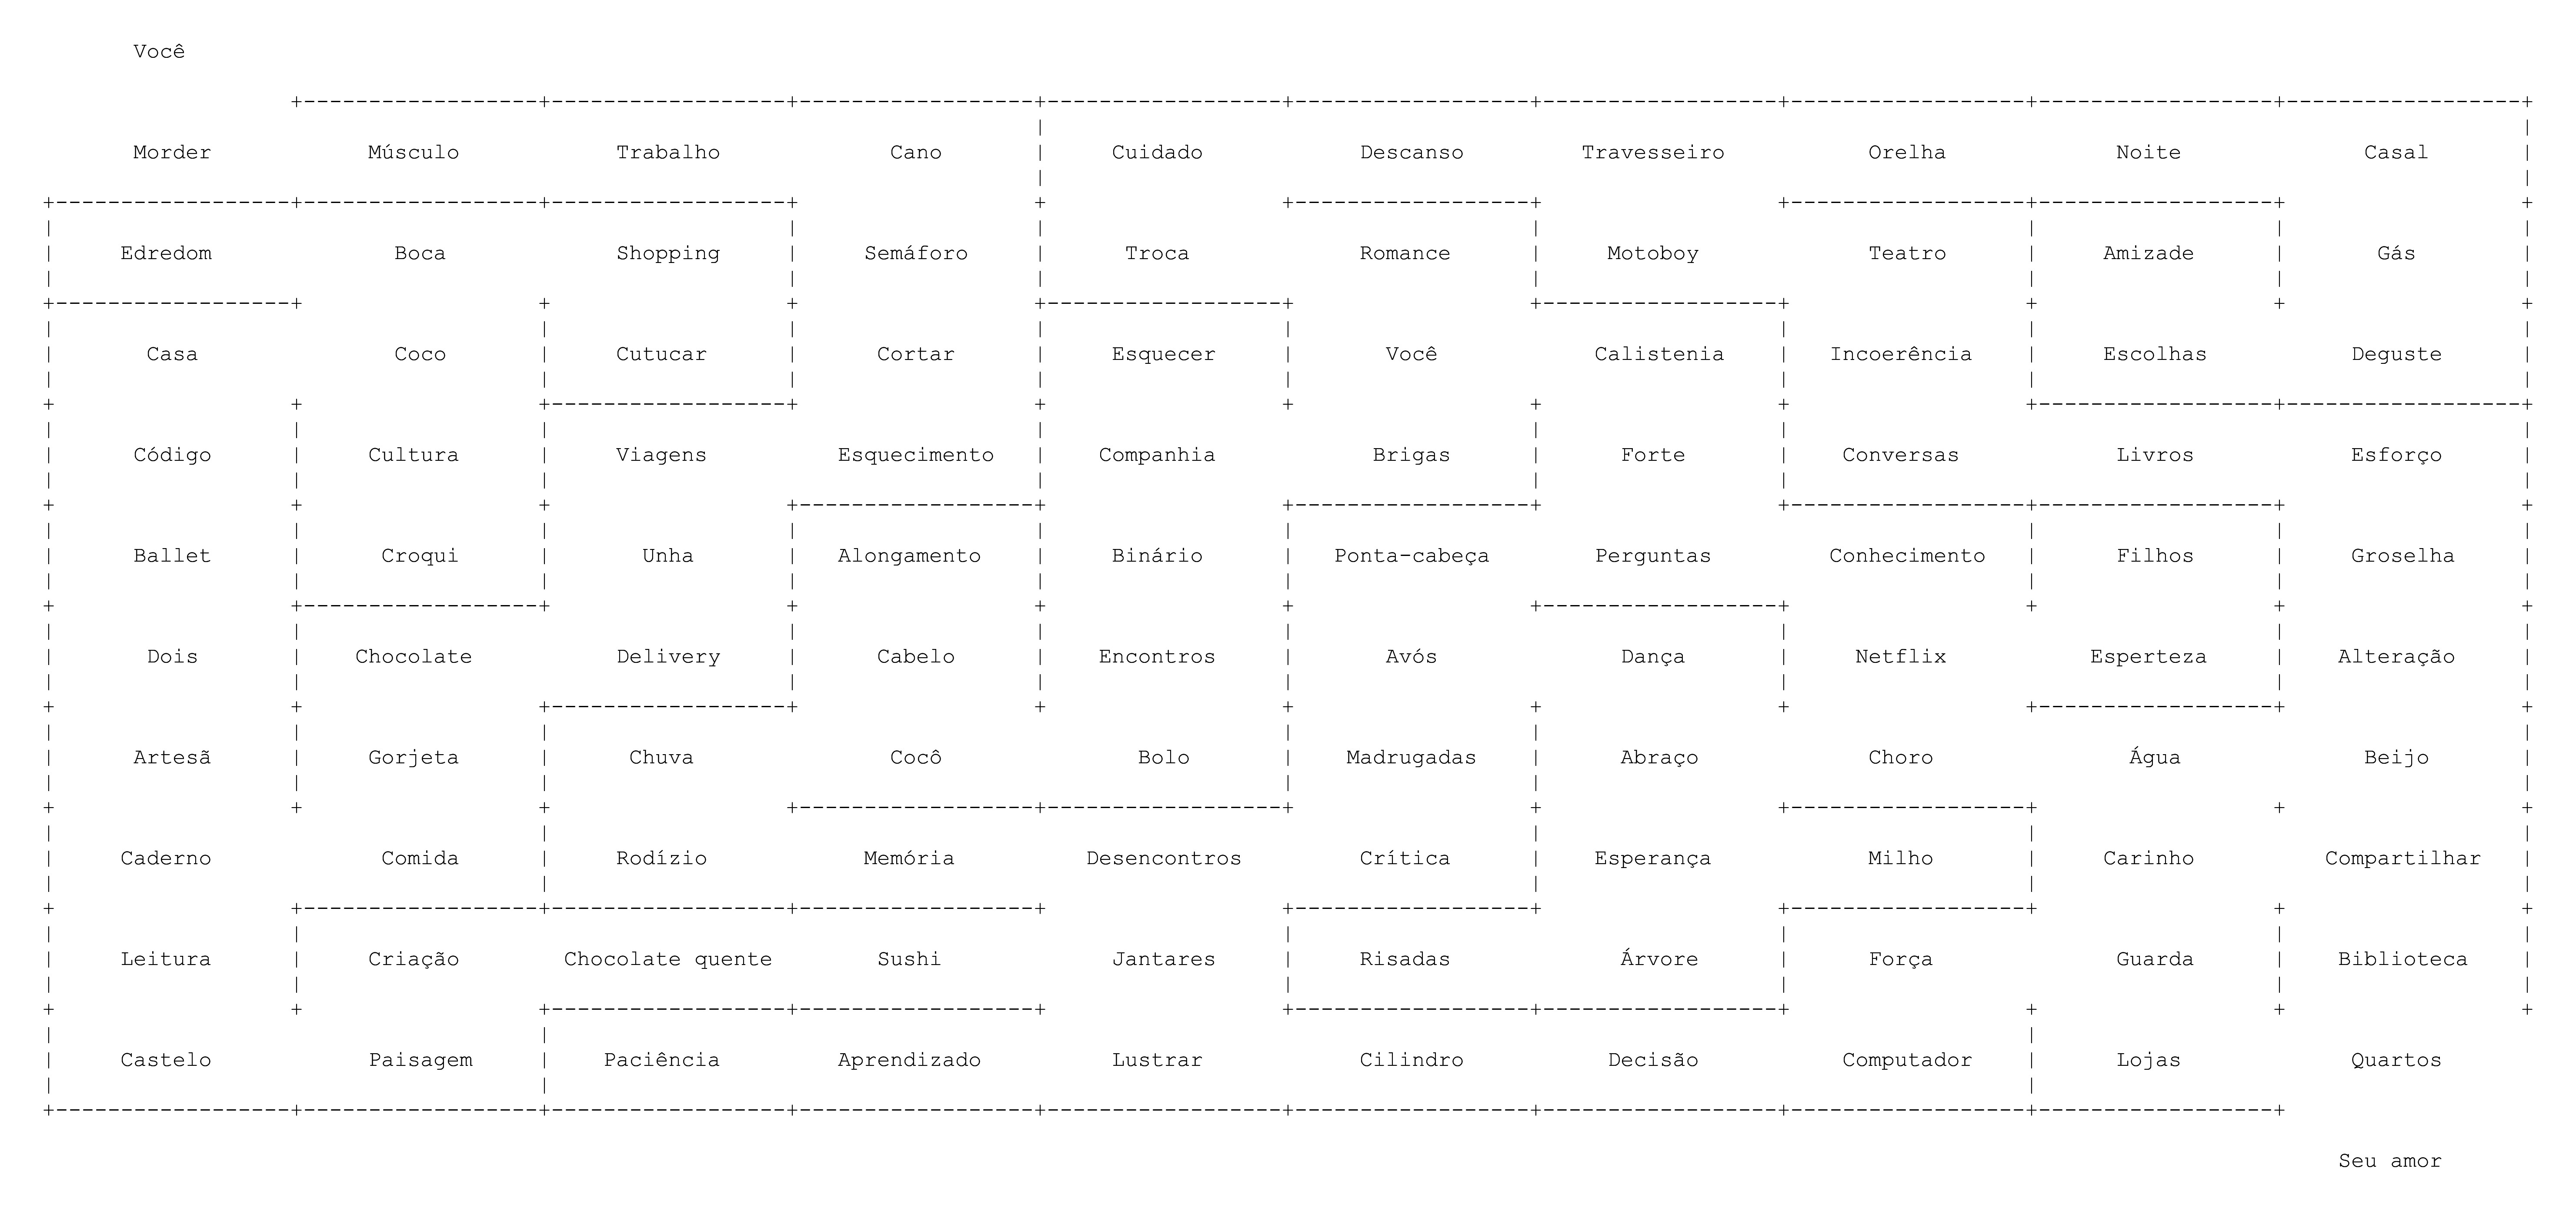 Você
Morder Músculo Trabalho Cano Cuidado Descanso Travesseiro Orelha Noite Casal
Edredom Boca Shopping Semáforo Troca Romance Motoboy Teatro Amizade Gás
Casa Coco Cutucar Cortar Esquecer Você Calistenia Incoerência Escolhas Deguste
Código Cultura Viagens Esquecimento Companhia Brigas Forte Conversas Livros Esforço
Ballet Croqui Unha Alongamento Binário Ponta-cabeça Perguntas Conhecimento Filhos Groselha
Dois Chocolate Delivery Cabelo Encontros Avós Dança Netflix Esperteza Alteração
Artesã Gorjeta Chuva Cocô Bolo Madrugadas Abraço Choro Água Beijo
Caderno Comida Rodízio Memória Desencontros Crítica Esperança Milho Carinho Compartilhar
Leitura Criação Chocolate quente Sushi Jantares Risadas Árvore Força Guarda Biblioteca
Castelo Paisagem Paciência Aprendizado Lustrar Cilindro Decisão Computador Lojas Quartos
Seu amor